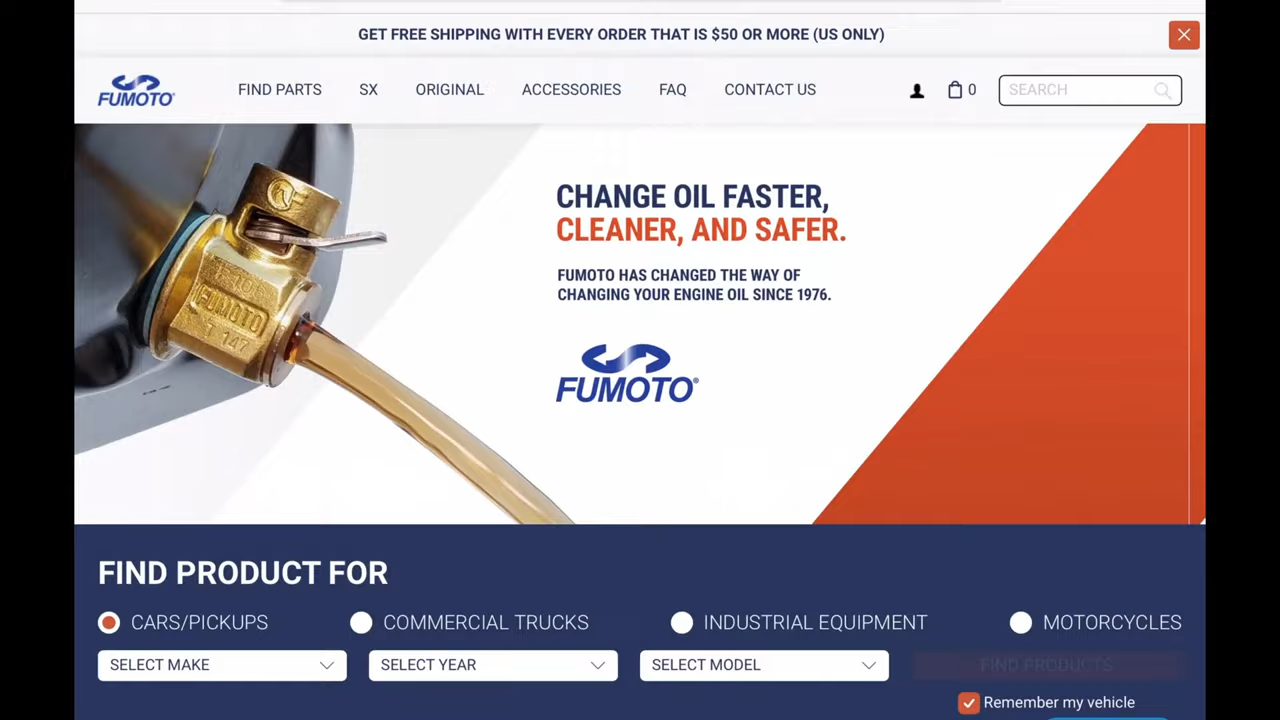 GET FREE SHIPPING WITH EVERY ORDER THAT IS $50 OR MORE (US ONLY)
FUMOTO
FIND PARTS
SX
ORIGINAL
ACCESSORIES
FAQ
CONTACT US
0
SEARCH
CHANGE OIL FASTER,
CLEANER, AND SAFER.
FUMOTO HAS CHANGED THE WAY OF
CHANGING YOUR ENGINE OIL SINCE 1976.
FUMOTO®
FUMOTO
FIND PRODUCT FOR
CARS/PICKUPS
COMMERCIAL TRUCKS
INDUSTRIAL EQUIPMENT
MOTORCYCLES
SELECT MAKE
SELECT YEAR
SELECT MODEL
FIND PRODUCTS
Remember my vehicle